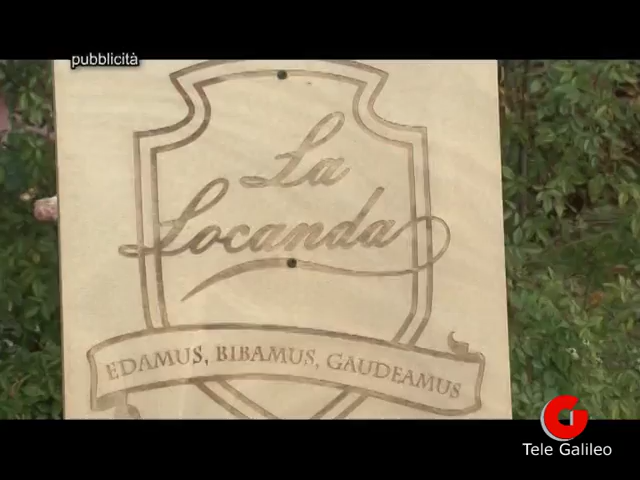 pubblicità
La
Locanda
EDAMUS, BIBAMUS, GAUDEAMUS
Tele Galileo